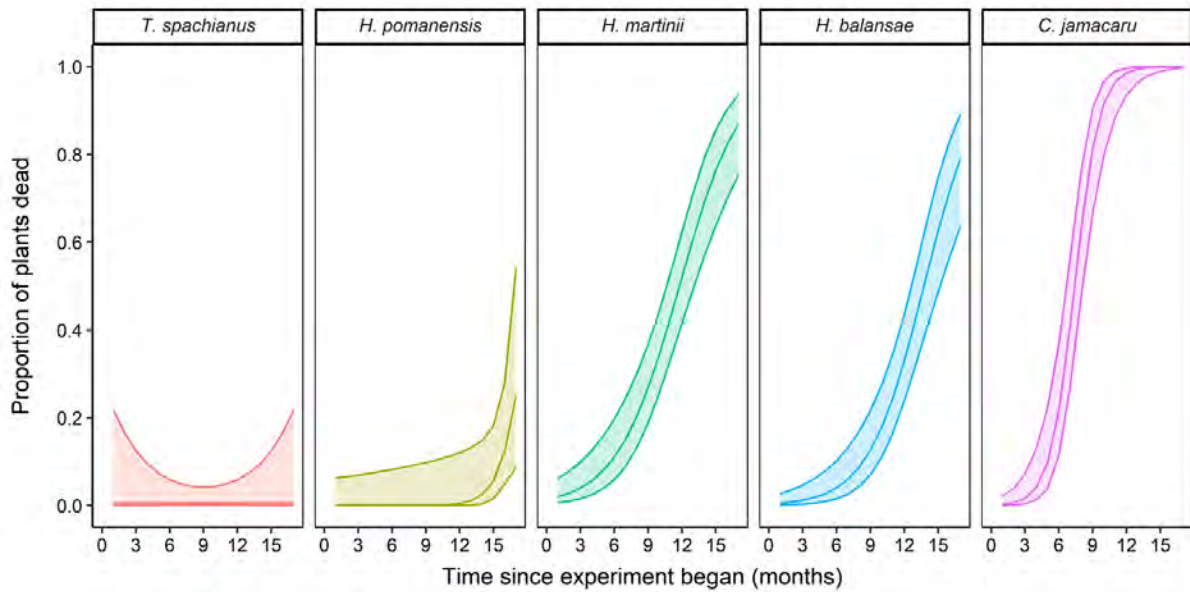 T. spachianus H. pomanensis H. martinii H. balansae C. jamacaru
Proportion of plants dead
1.0
0.8
0.6
0.4
0.2
0.0
0 3 6 9 12 15 0 3 6 9 12 15 0 3 6 9 12 15 0 3 6 9 12 15 0 3 6 9 12 15
Time since experiment began (months)